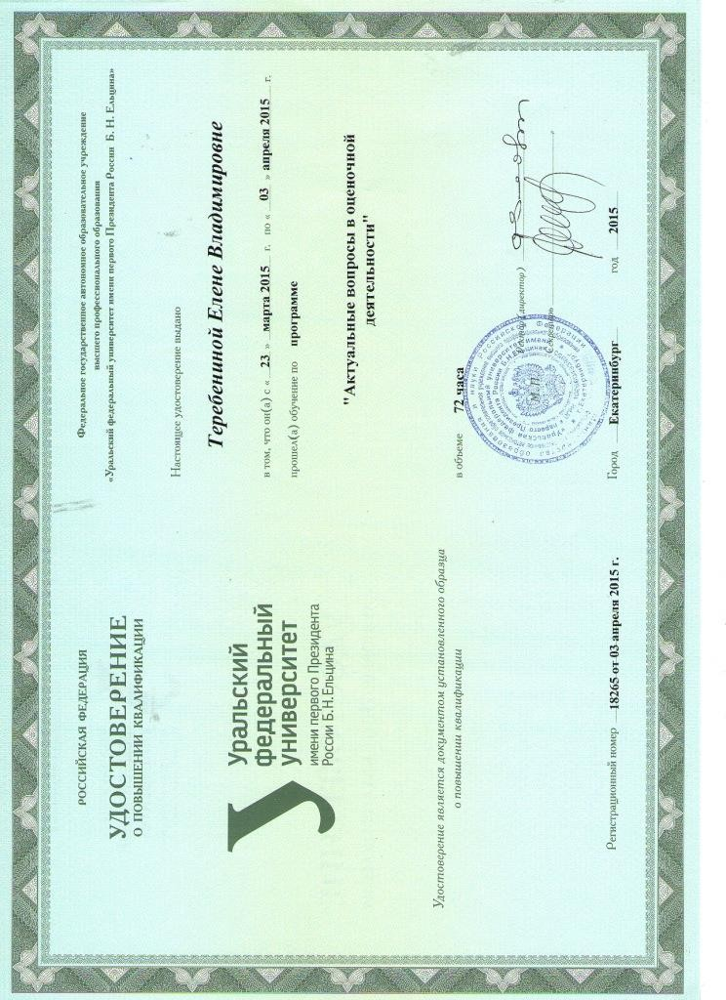 РОССИЙСКАЯ ФЕДЕРАЦИЯ
УДОСТОВЕРЕНИЕ
О ПОВЫШЕНИИ КВАЛИФИКАЦИИ
Уральский
федеральный
университет
имени первого Президента
России Б.Н.Ельцина
Удостоверение является документом установленного образца
о повышении квалификации
Регистрационный номер 18265 от 03 апреля 2015 г.
Федеральное государственное автономное образовательное учреждение
высшего профессионального образования
«Уральский федеральный университет имени первого Президента России Б. Н. Ельцина»
Настоящее удостоверение выдано
Теребениной Елене Владимировне
в том, что он(а) с « 23 » марта 2015 г. по « 03 » апреля 2015 г.
прошел(а) обучение по программе
"Актуальные вопросы в оценочной
деятельности"
в объеме 72 часа
директор)
М.П.
Секретарь
Город Екатеринбург год 2015